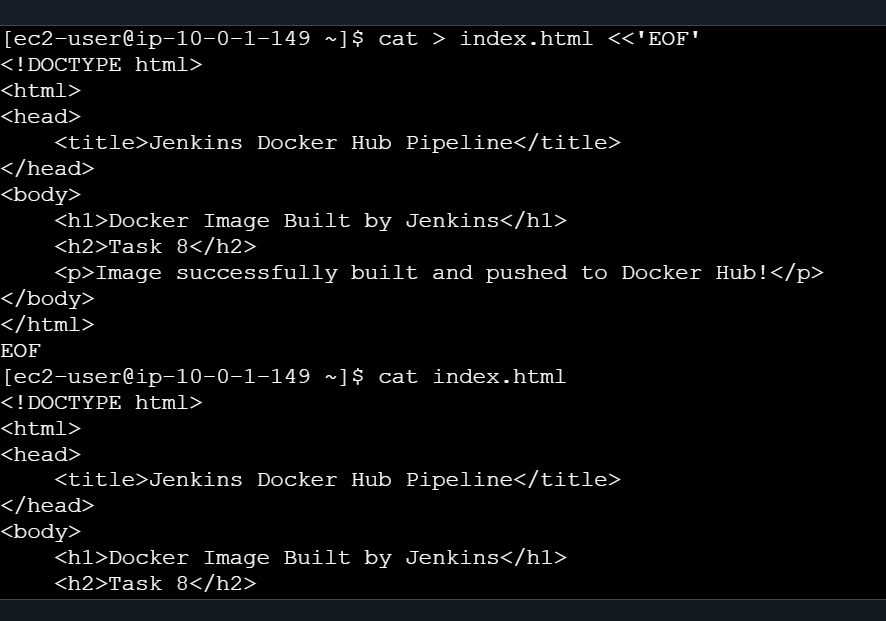 [ec2-user@ip-10-0-1-149 ~]$ cat > index.html <<'EOF'
<!DOCTYPE html>
<html>
<head>
    <title>Jenkins Docker Hub Pipeline</title>
</head>
<body>
    <h1>Docker Image Built by Jenkins</h1>
    <h2>Task 8</h2>
    <p>Image successfully built and pushed to Docker Hub!</p>
</body>
</html>
EOF
[ec2-user@ip-10-0-1-149 ~]$ cat index.html
<!DOCTYPE html>
<html>
<head>
    <title>Jenkins Docker Hub Pipeline</title>
</head>
<body>
    <h1>Docker Image Built by Jenkins</h1>
    <h2>Task 8</h2>